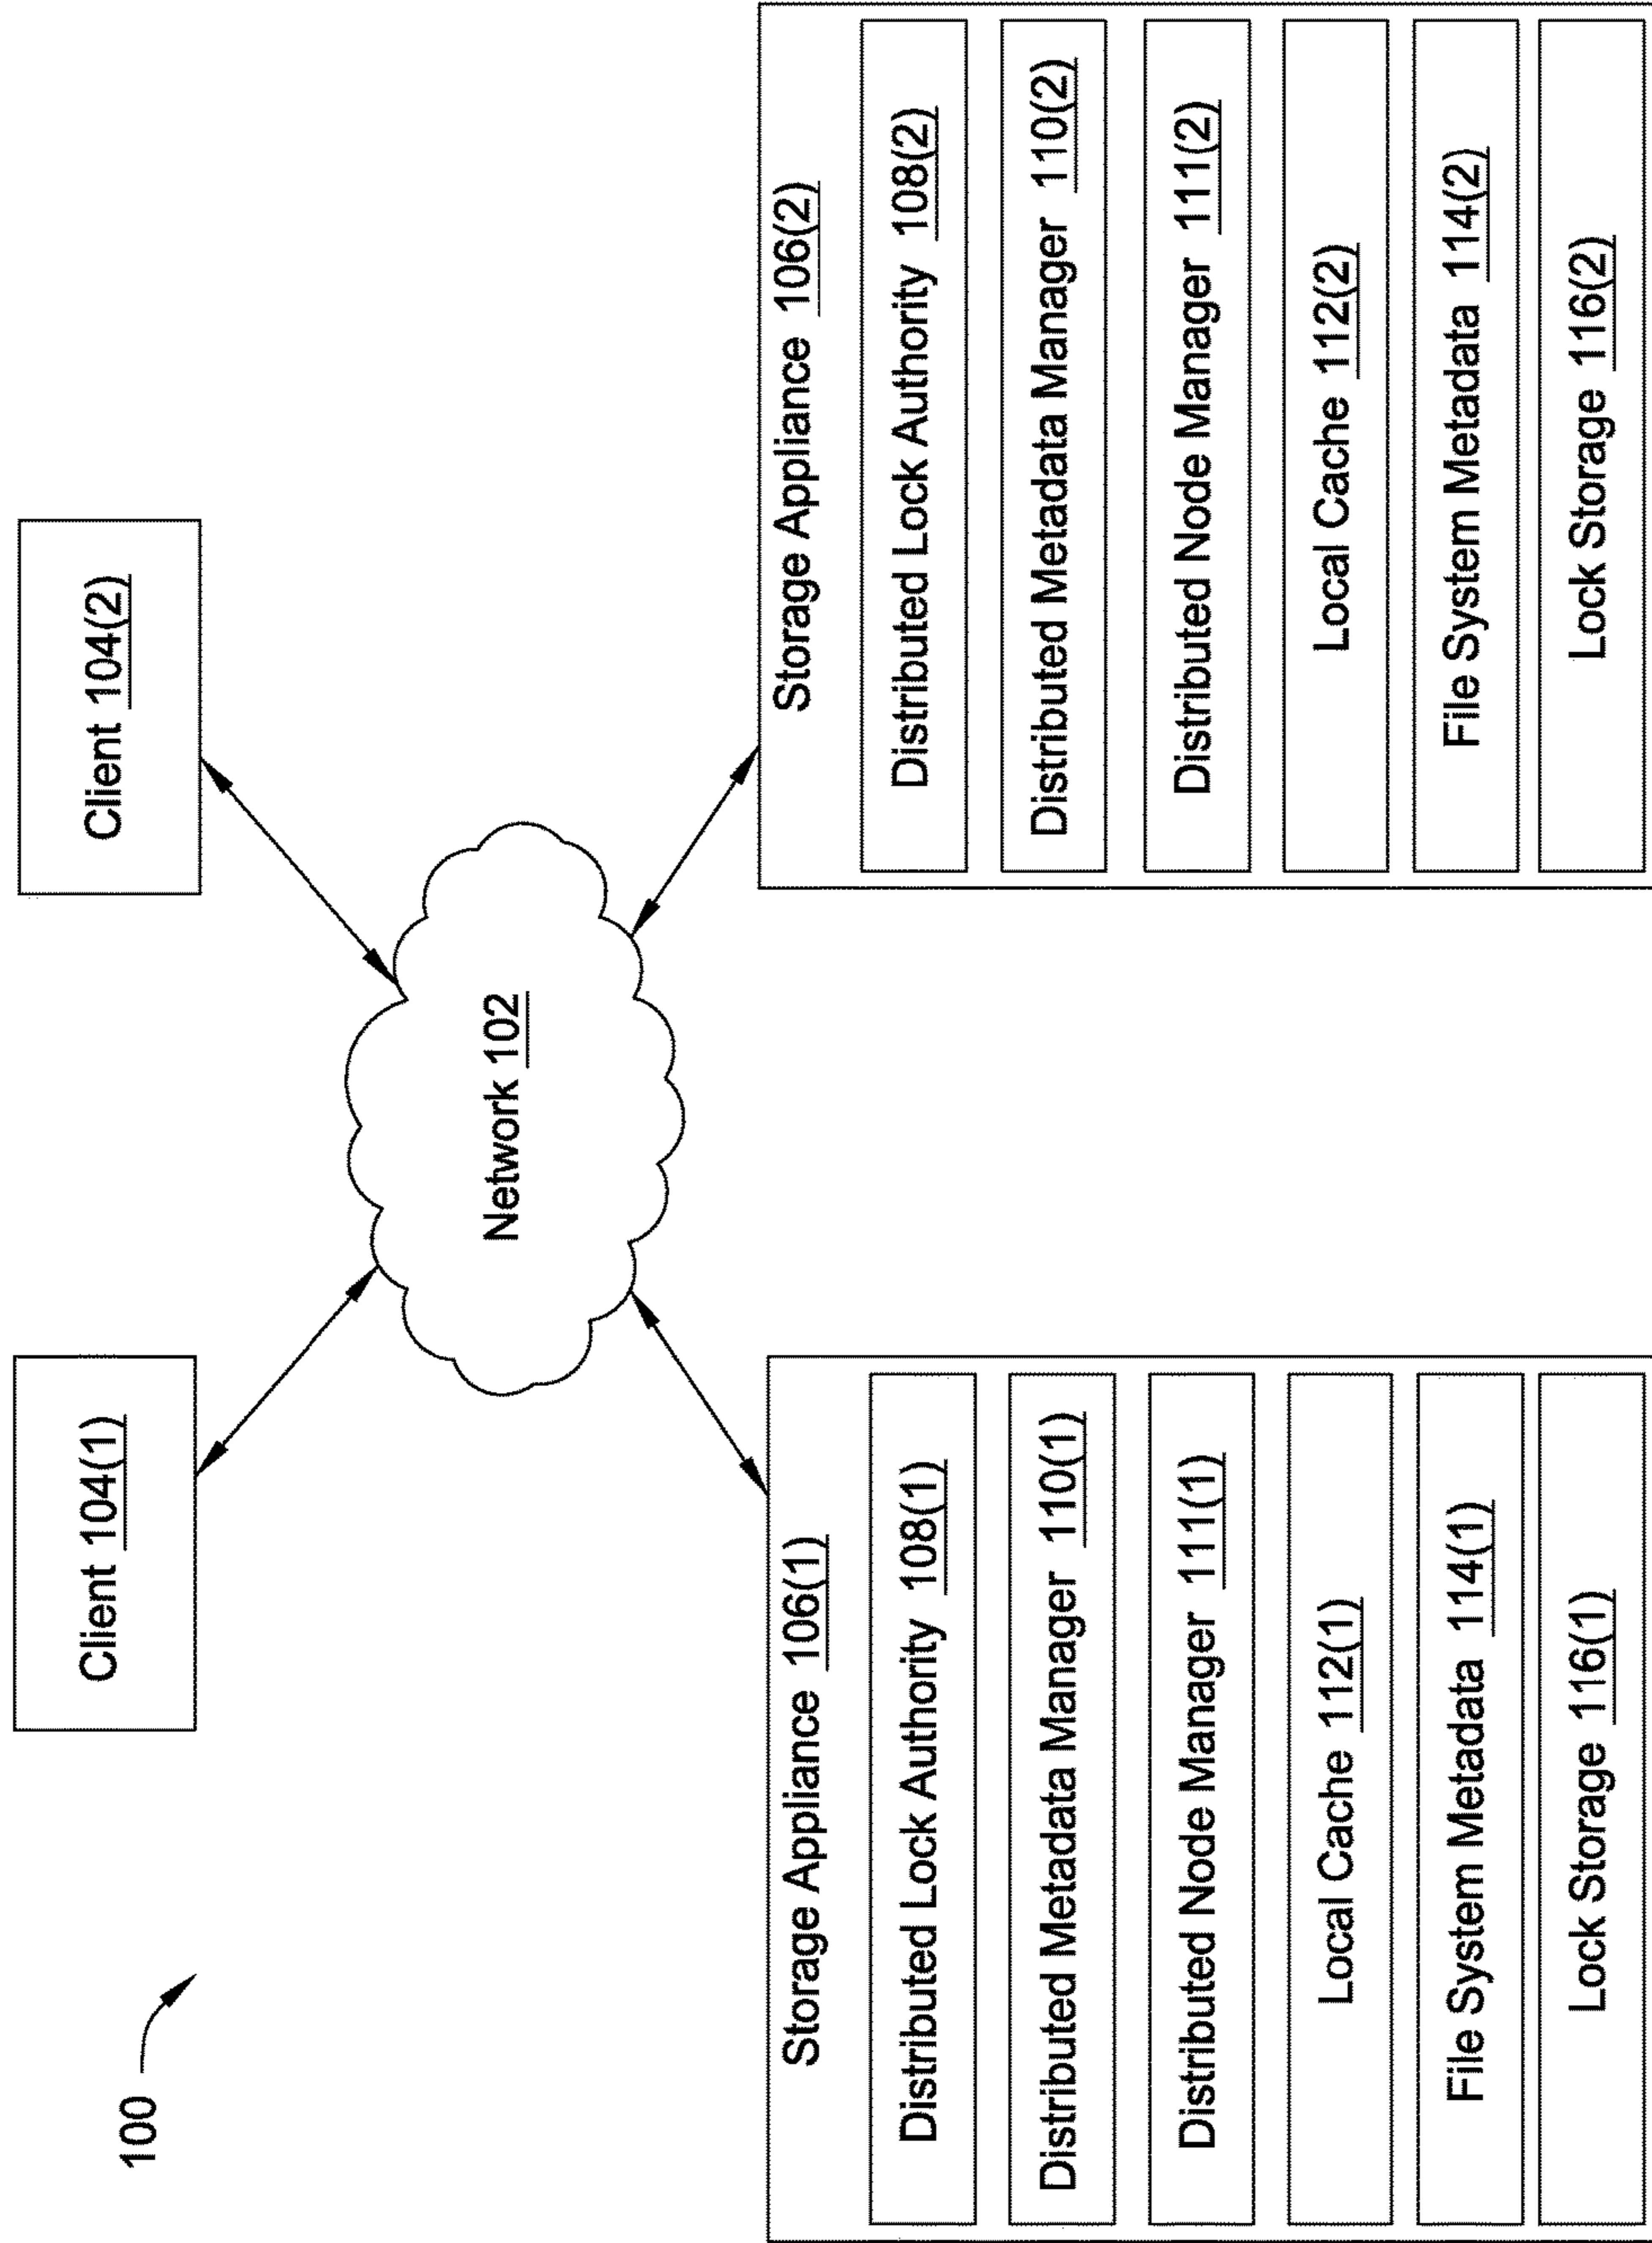 100
Client 104(1)
Client 104(2)
Network 102
Storage Appliance 106(1)
Distributed Lock Authority 108(1)
Distributed Metadata Manager 110(1)
Distributed Node Manager 111(1)
Local Cache 112(1)
File System Metadata 114(1)
Lock Storage 116(1)
Storage Appliance 106(2)
Distributed Lock Authority 108(2)
Distributed Metadata Manager 110(2)
Distributed Node Manager 111(2)
Local Cache 112(2)
File System Metadata 114(2)
Lock Storage 116(2)